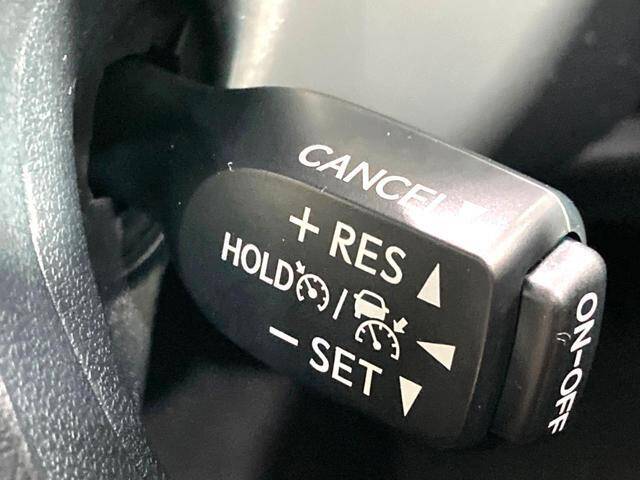 CANCEL
+ RES
HOLD /
- SET
ON-OFF